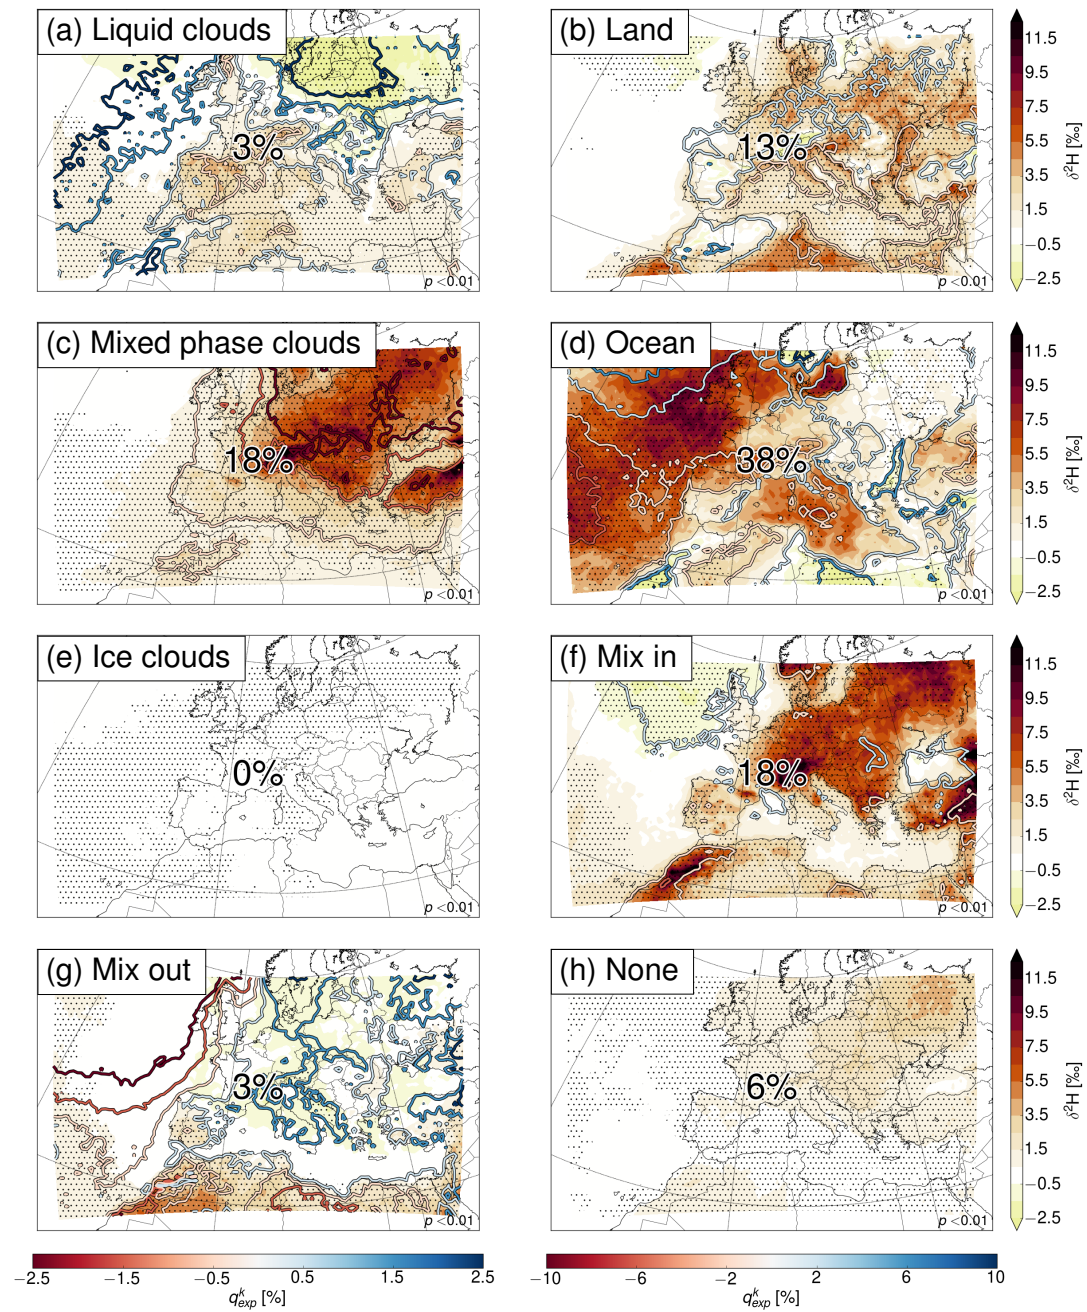 (a) Liquid clouds
3%
p <0.01
(b) Land
13%
p <0.01
11.5
9.5
7.5
5.5
3.5
1.5
−0.5
−2.5
δ²H [‰]
(c) Mixed phase clouds
18%
p <0.01
(d) Ocean
38%
p <0.01
11.5
9.5
7.5
5.5
3.5
1.5
−0.5
−2.5
δ²H [‰]
(e) Ice clouds
0%
p <0.01
(f) Mix in
18%
p <0.01
11.5
9.5
7.5
5.5
3.5
1.5
−0.5
−2.5
δ²H [‰]
(g) Mix out
3%
p <0.01
(h) None
6%
p <0.01
11.5
9.5
7.5
5.5
3.5
1.5
−0.5
−2.5
δ²H [‰]
−2.5 −1.5 −0.5 0.5 1.5 2.5
q^k_exp [%]
−10 −6 −2 2 6 10
q^k_exp [%]